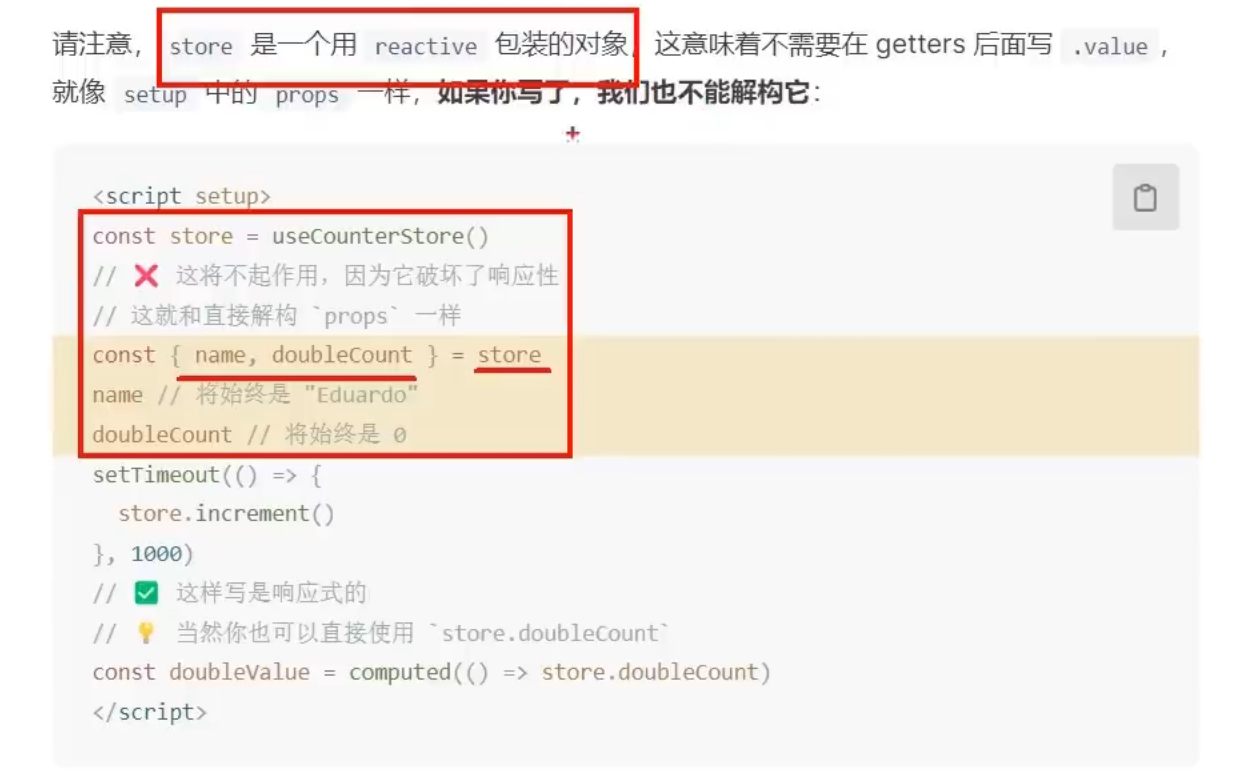 请注意， store 是一个用 reactive 包装的对象，这意味着不需要在 getters 后面写 .value ，
就像 setup 中的 props 一样，如果你写了，我们也不能解构它：
<script setup>
const store = useCounterStore()
// ❌ 这将不起作用，因为它破坏了响应性
// 这就和直接解构 `props` 一样
const { name, doubleCount } = store
name // 将始终是 "Eduardo"
doubleCount // 将始终是 0
setTimeout(() => {
  store.increment()
}, 1000)
// ✅ 这样写是响应式的
// 💡 当然你也可以直接使用 `store.doubleCount`
const doubleValue = computed(() => store.doubleCount)
</script>